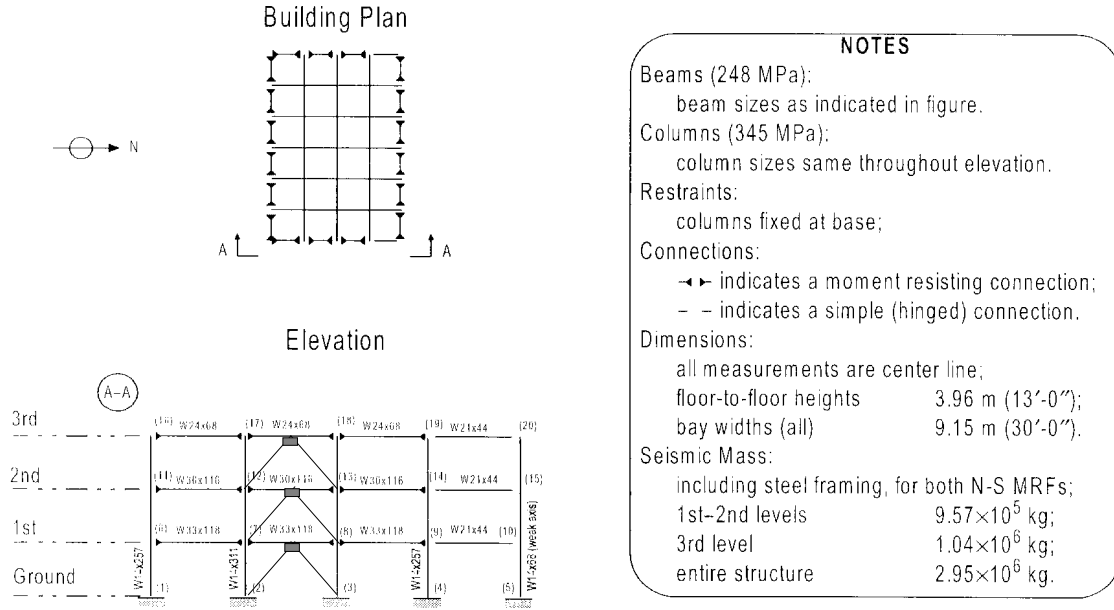 Building Plan
N
A
A
Elevation
A-A
3rd
(16) W24x68 (17) W24x68 (18) W24x68 (19) W21x44 (20)
2nd
(11) W36x116 (12) W30x116 (13) W30x116 (14) W21x44 (15)
1st
(6) W33x118 (7) W33x118 (8) W33x118 (9) W21x44 (10)
W14x257
W14x311
W14x257
W14x68 (weak axis)
Ground
(1) (2) (3) (4) (5)
NOTES
Beams (248 MPa):
beam sizes as indicated in figure.
Columns (345 MPa):
column sizes same throughout elevation.
Restraints:
columns fixed at base;
Connections:
indicates a moment resisting connection;
– – indicates a simple (hinged) connection.
Dimensions:
all measurements are center line;
floor-to-floor heights 3.96 m (13′-0″);
bay widths (all) 9.15 m (30′-0″).
Seismic Mass:
including steel framing, for both N-S MRFs;
1st–2nd levels 9.57×10⁵ kg;
3rd level 1.04×10⁶ kg;
entire structure 2.95×10⁶ kg.